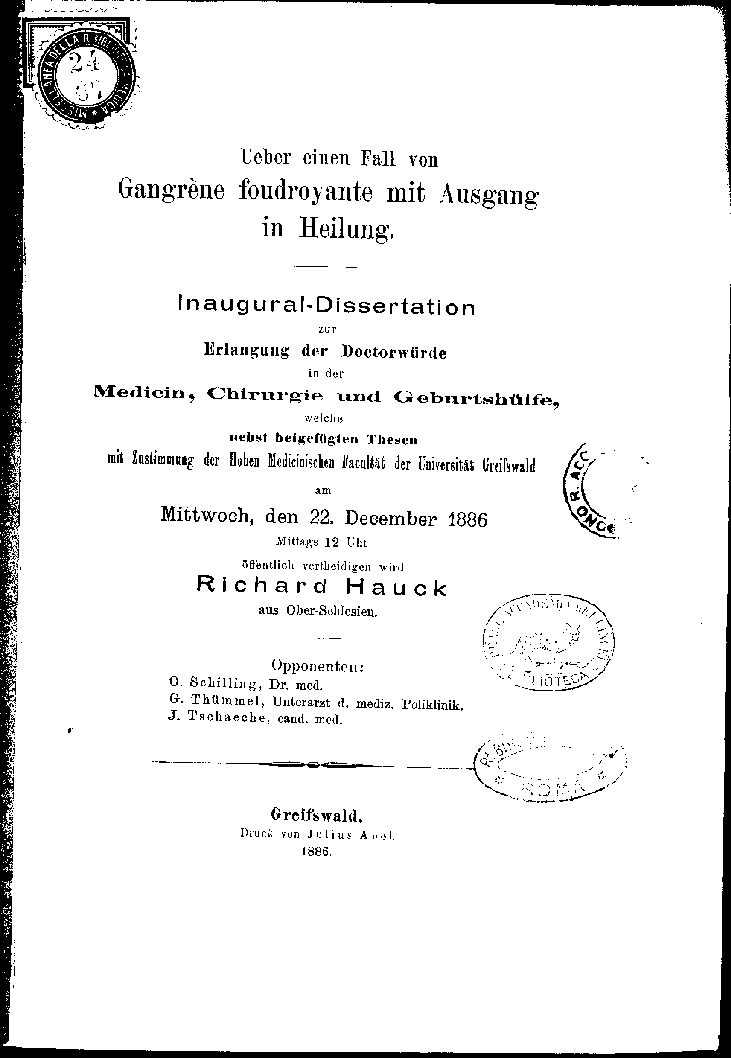 24
67
Ueber einen Fall von
Gangrène foudroyante mit Ausgang
in Heilung.
Inaugural-Dissertation
zur
Erlangung der Doctorwürde
in der
Medicin, Chirurgie und Geburtshülfe,
welche
nebst beigefügten Thesen
mit Zustimmung der Hohen Medicinischen Facultät der Universität Greifswald
am
Mittwoch, den 22. December 1886
Mittags 12 Uhr
öffentlich vertheidigen wird
Richard Hauck
aus Ober-Schlesien.
Opponenten:
O. Schilling, Dr. med.
G. Thümmel, Unterarzt d. mediz. Poliklinik.
J. Tschaeche, cand. med.
ROMA
Greifswald.
Druck von Julius Abel.
1886.